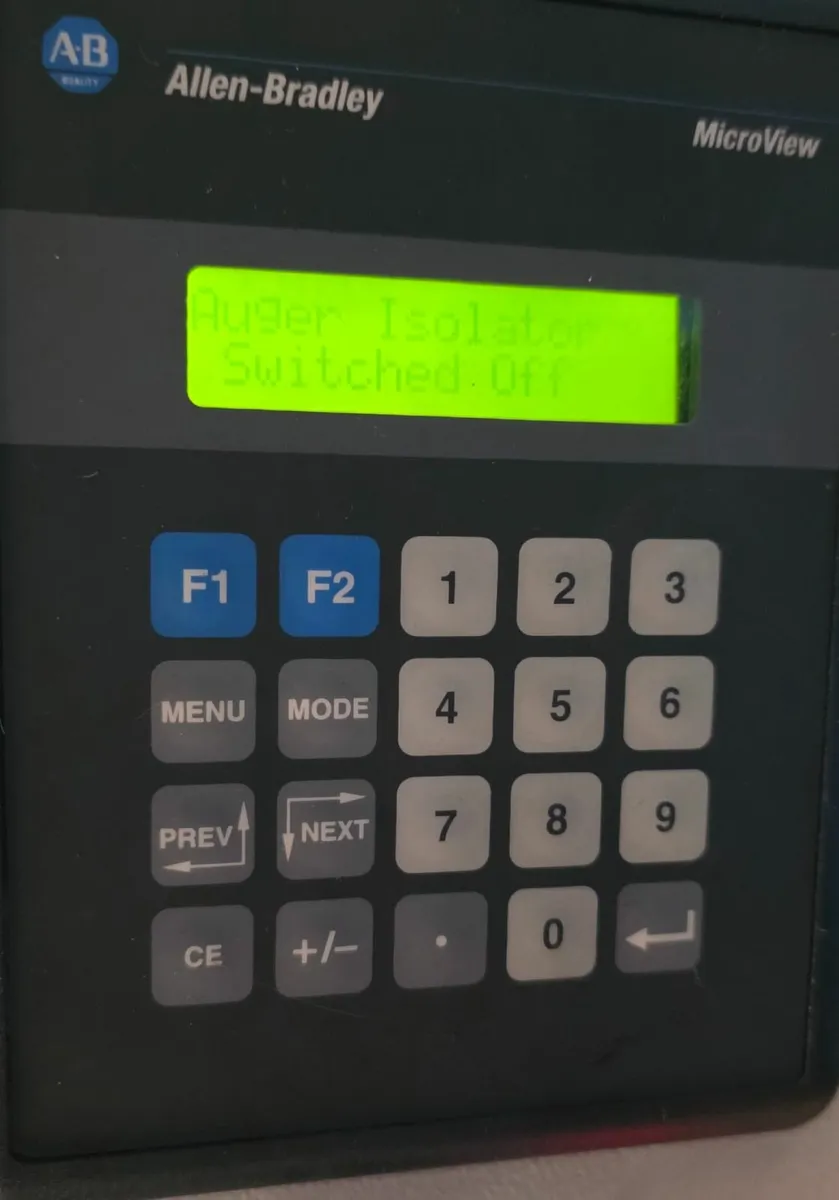 A·B
QUALITY
Allen-Bradley
MicroView
Auger Isolator
Switched Off
F1 F2 1 2 3
MENU MODE 4 5 6
PREV NEXT 7 8 9
CE +/− . 0